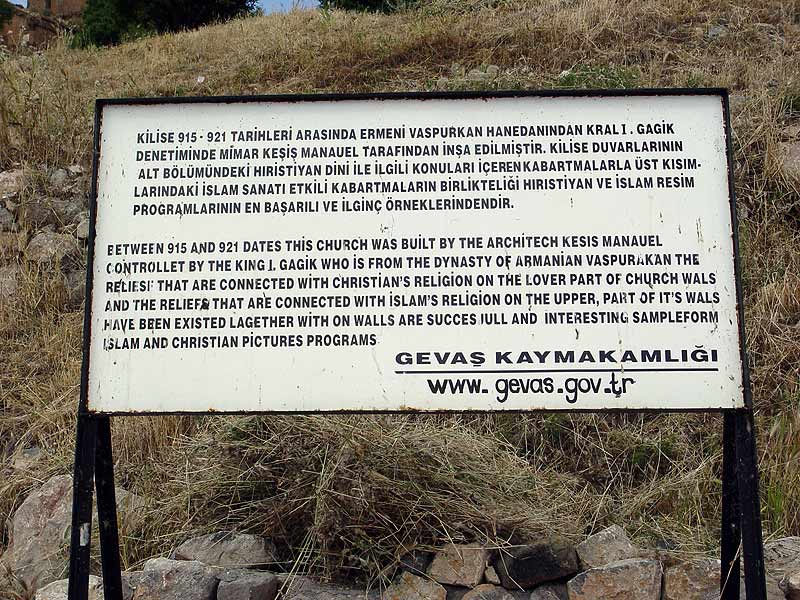 KİLİSE 915 - 921 TARİHLERİ ARASINDA ERMENİ VASPURKAN HANEDANINDAN KRAL I. GAGİK
DENETİMİNDE MİMAR KEŞİŞ MANAUEL TARAFINDAN İNŞA EDİLMİŞTİR. KİLİSE DUVARLARININ
ALT BÖLÜMÜNDEKİ HIRİSTİYAN DİNİ İLE İLGİLİ KONULARI İÇEREN KABARTMALARLA ÜST KISIM-
LARINDAKİ İSLAM SANATI ETKİLİ KABARTMALARIN BİRLİKTELİĞİ HIRİSTİYAN VE İSLAM RESİM
PROGRAMLARININ EN BAŞARILI VE İLGİNÇ ÖRNEKLERİNDENDİR.
BETWEEN 915 AND 921 DATES THIS CHURCH WAS BUILT BY THE ARCHITECH KESIS MANAUEL
CONTROLLET BY THE KING I. GAGIK WHO IS FROM THE DYNASTY OF ARMANIAN VASPURAKAN THE
RELIESF THAT ARE CONNECTED WITH CHRISTIAN'S RELIGION ON THE LOVER PART OF CHURCH WALS
AND THE RELIEFS THAT ARE CONNECTED WITH İSLAM'S RELIGION ON THE UPPER, PART OF IT'S WALS
HAVE BEEN EXISTED LAGETHER WITH ON WALLS ARE SUCCES JULL AND INTERESTING SAMPLEFORM
ISLAM AND CHRISTIAN PICTURES PROGRAMS
GEVAŞ KAYMAKAMLIĞI
www.gevas.gov.tr